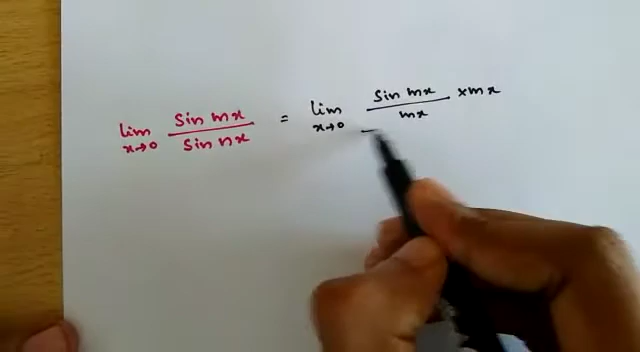 lim x→0 sin mx / sin nx = lim x→0 sin mx / mx × mx